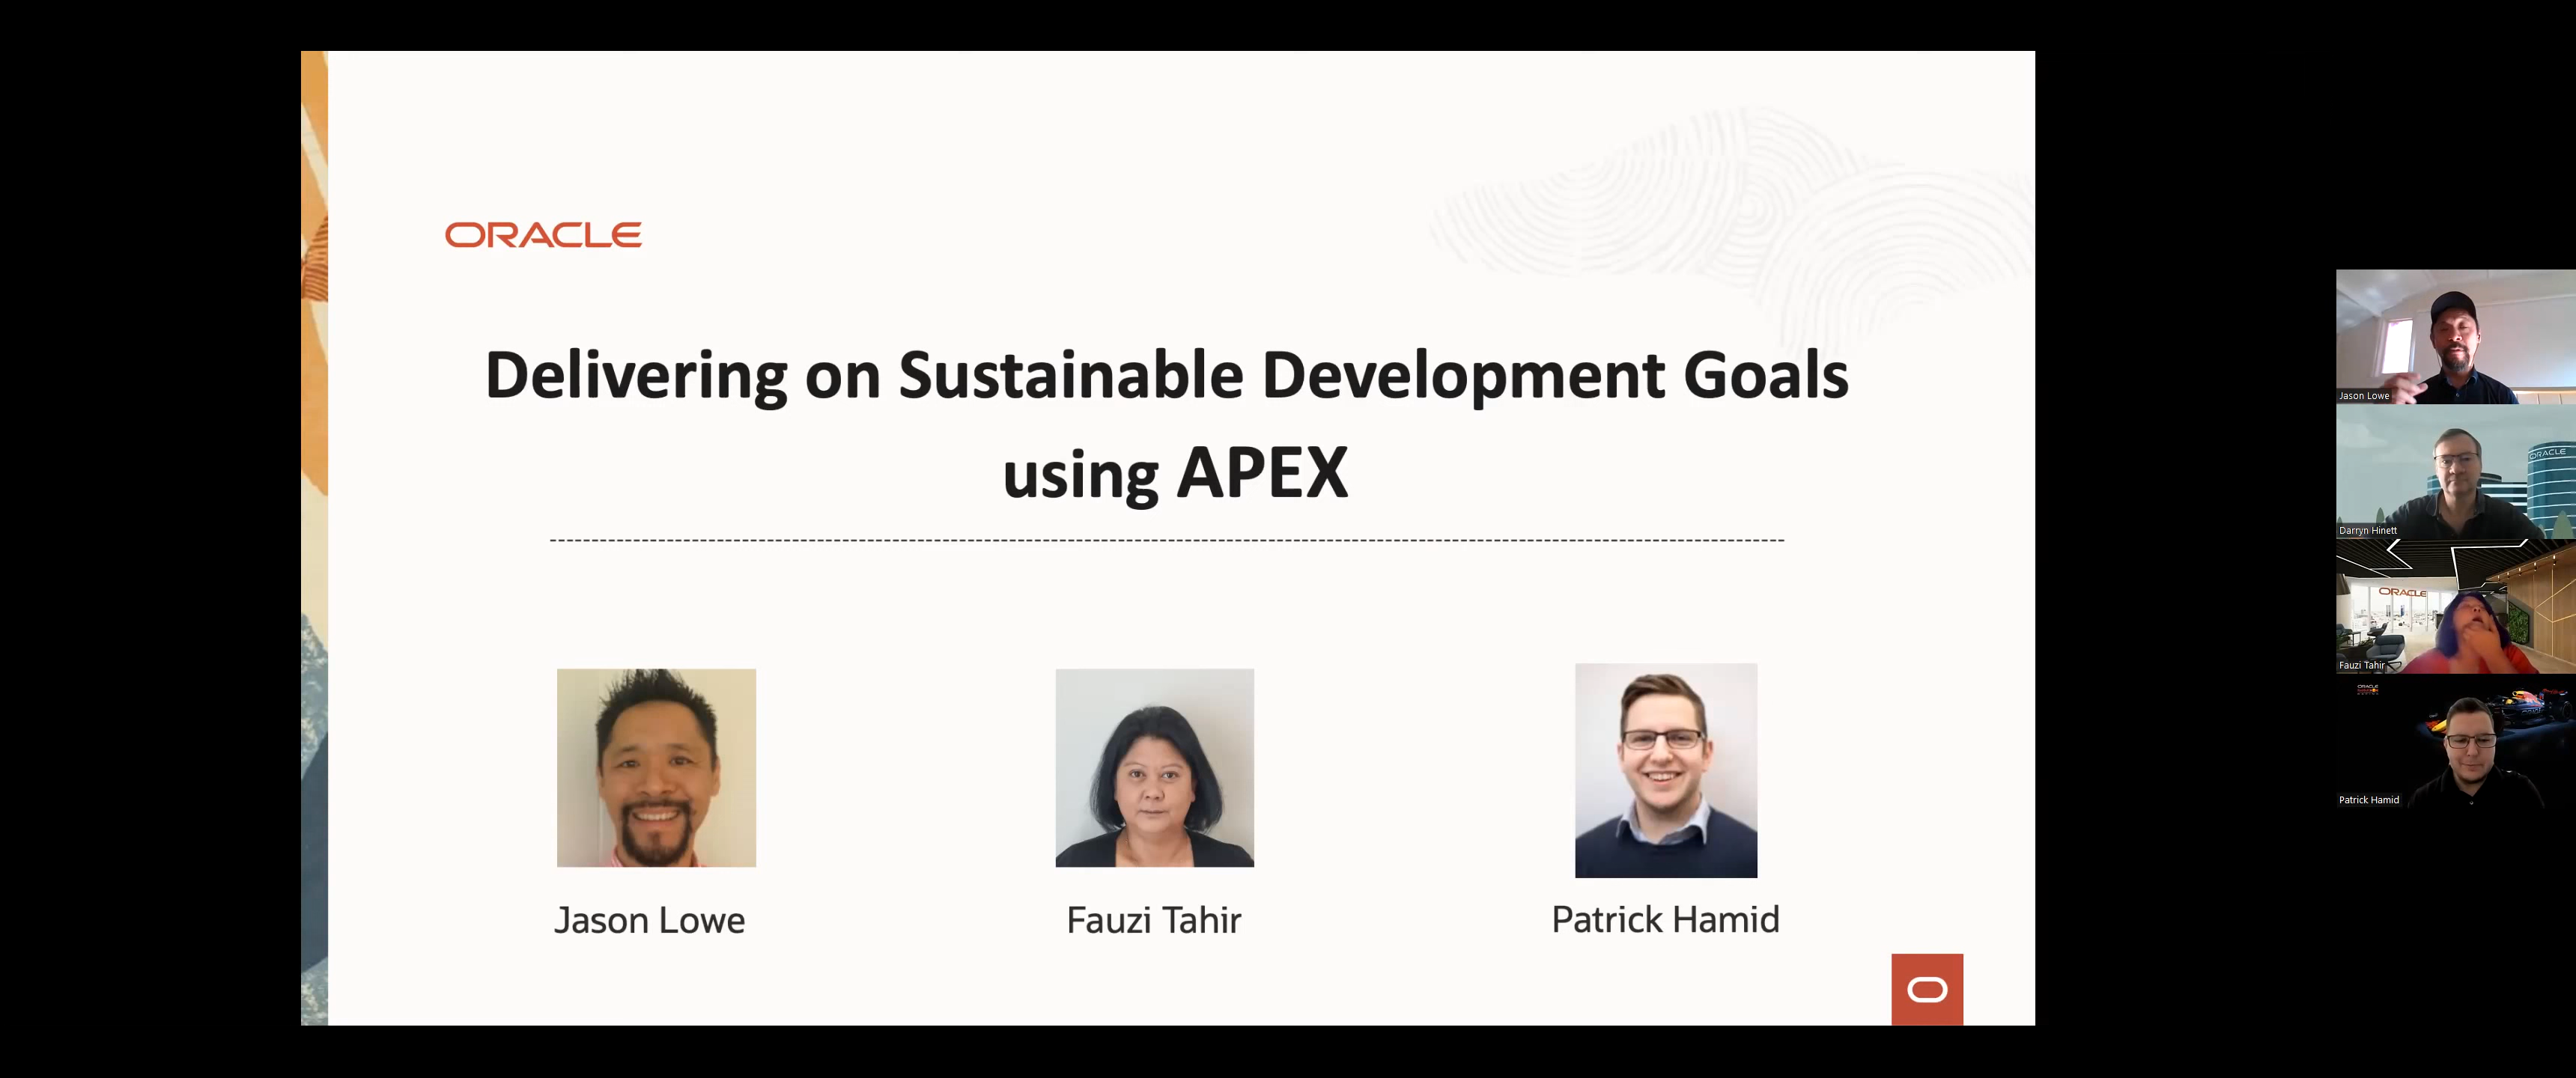 ORACLE
Delivering on Sustainable Development Goals
using APEX
Jason Lowe
Fauzi Tahir
Patrick Hamid
Jason Lowe
ORACLE
Darryn Hinett
ORACLE
Fauzi Tahir
ORACLE
Patrick Hamid